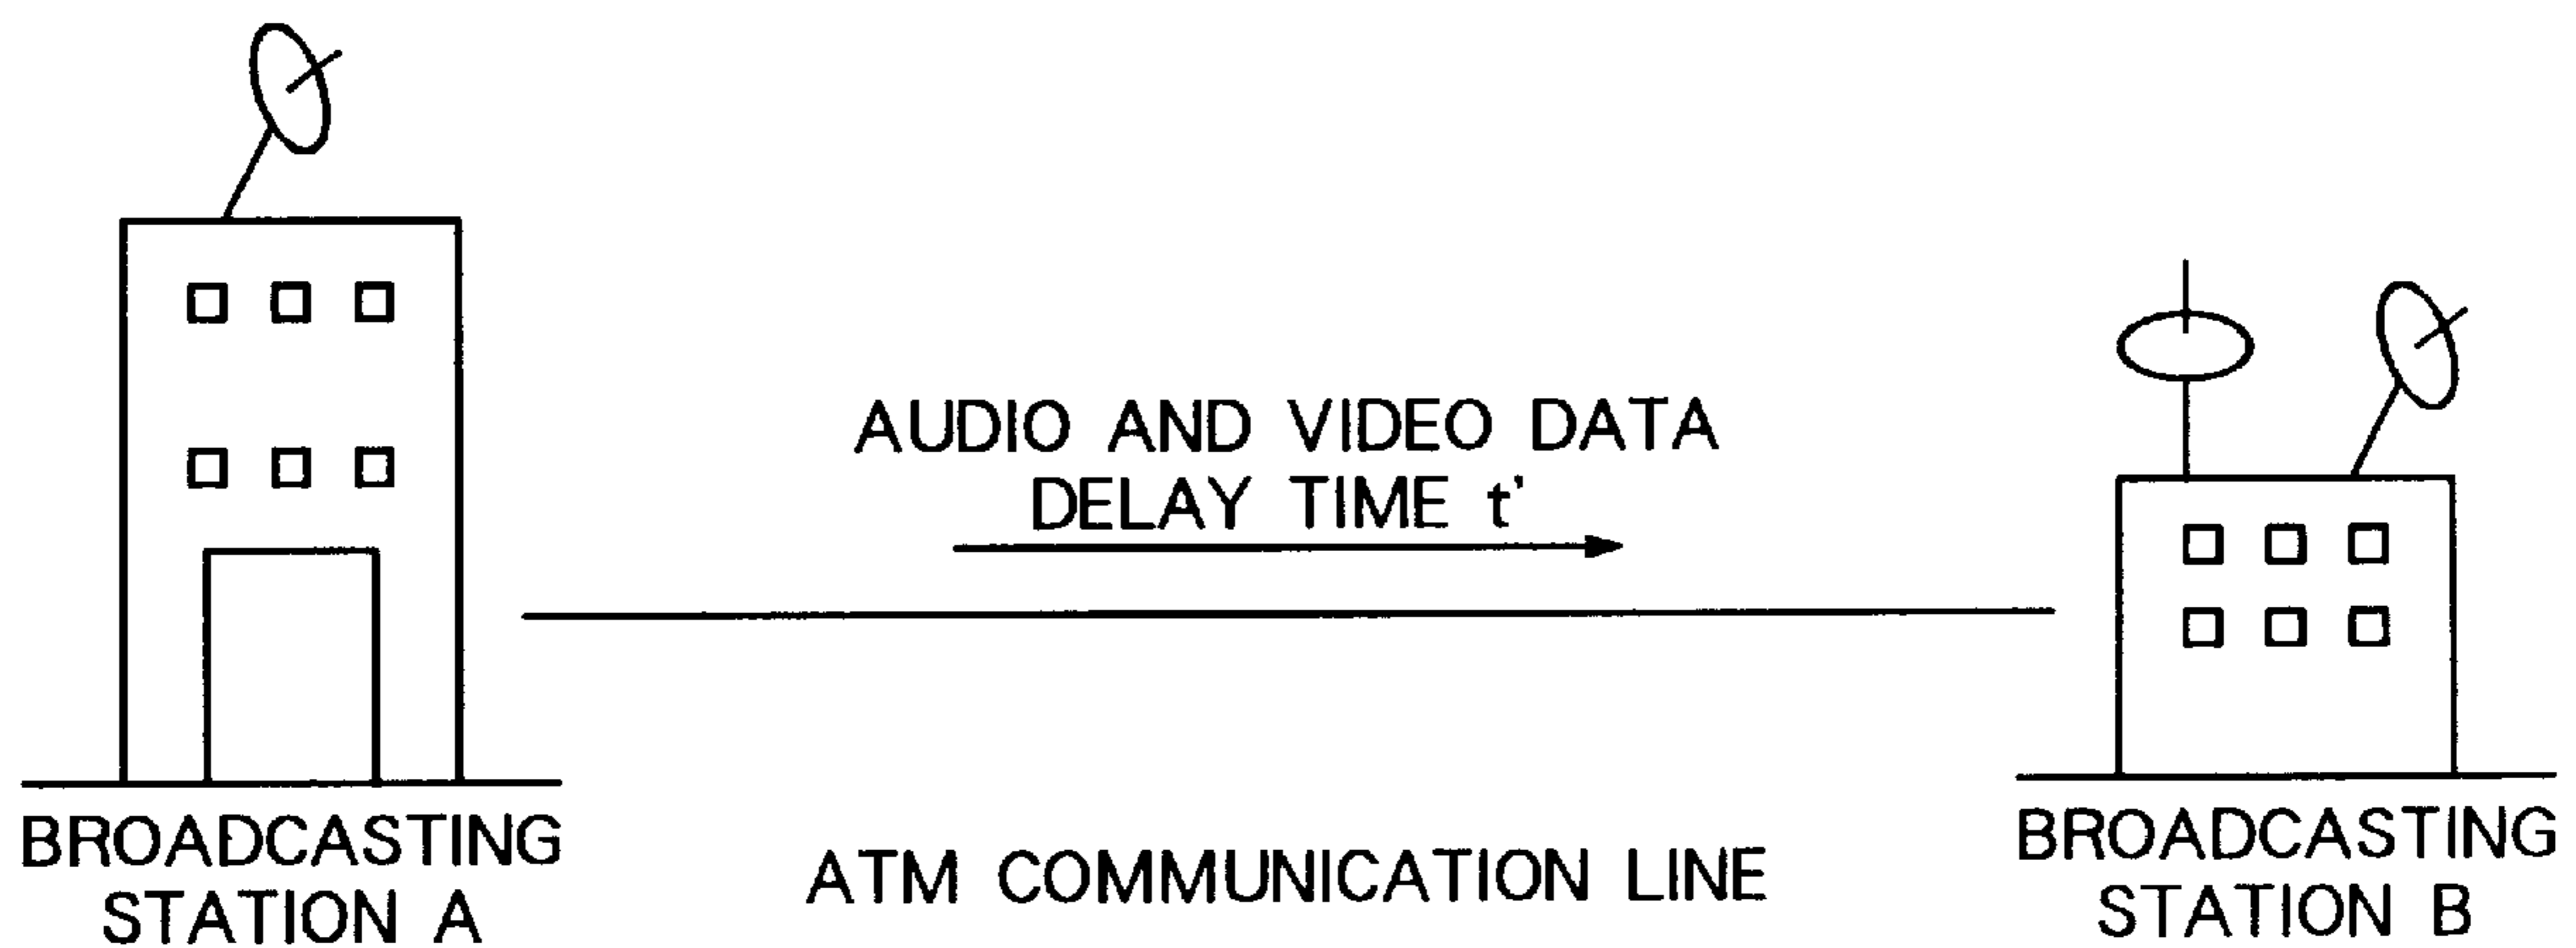 AUDIO AND VIDEO DATA
DELAY TIME t'
BROADCASTING
STATION A
ATM COMMUNICATION LINE
BROADCASTING
STATION B